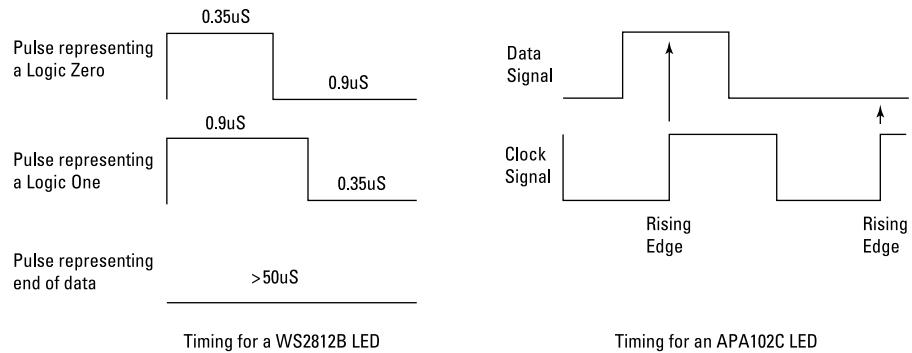 0.35uS
Pulse representing
a Logic Zero
0.9uS
0.9uS
Pulse representing
a Logic One
0.35uS
Pulse representing
end of data
>50uS
Timing for a WS2812B LED
Data
Signal
Clock
Signal
Rising
Edge
Rising
Edge
Timing for an APA102C LED